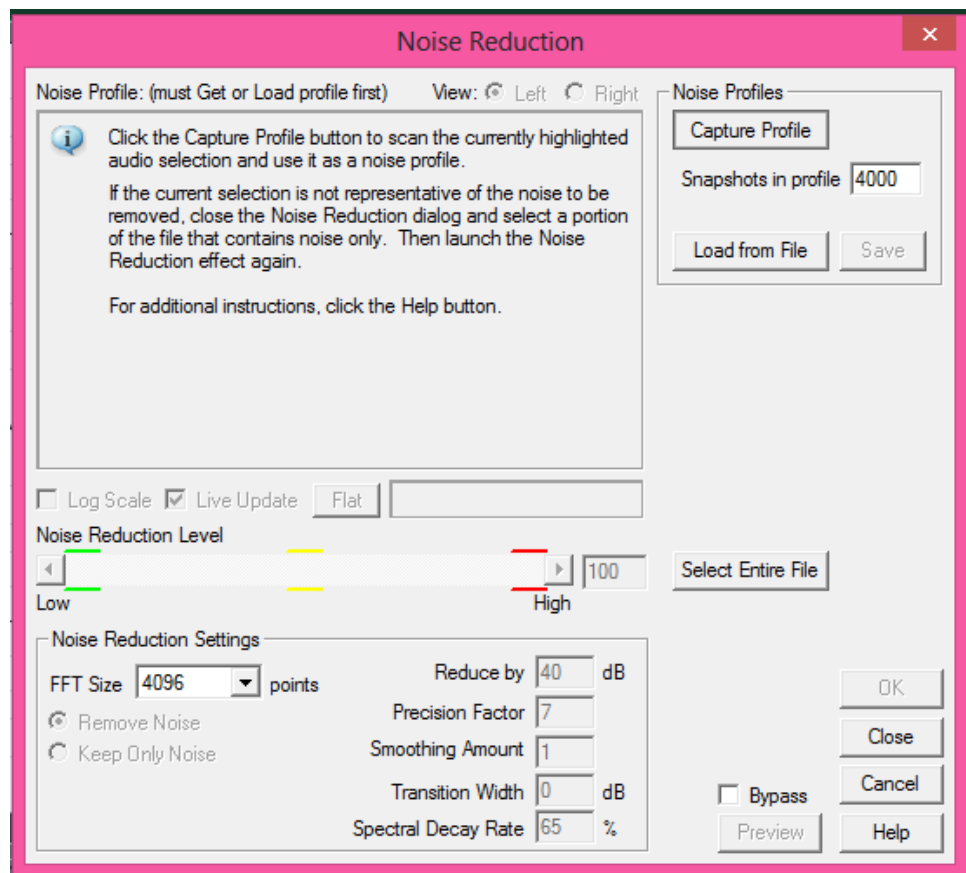 Noise Reduction
Noise Profile: (must Get or Load profile first) View: Left Right
Noise Profiles
Click the Capture Profile button to scan the currently highlighted
audio selection and use it as a noise profile.
If the current selection is not representative of the noise to be
removed, close the Noise Reduction dialog and select a portion
of the file that contains noise only. Then launch the Noise
Reduction effect again.
For additional instructions, click the Help button.
Capture Profile
Snapshots in profile 4000
Load from File Save
Log Scale Live Update Flat
Noise Reduction Level
100 Select Entire File
Low High
Noise Reduction Settings
FFT Size 4096 points
Remove Noise
Keep Only Noise
Reduce by 40 dB
Precision Factor 7
Smoothing Amount 1
Transition Width 0 dB
Spectral Decay Rate 65 %
Bypass
Preview
OK
Close
Cancel
Help